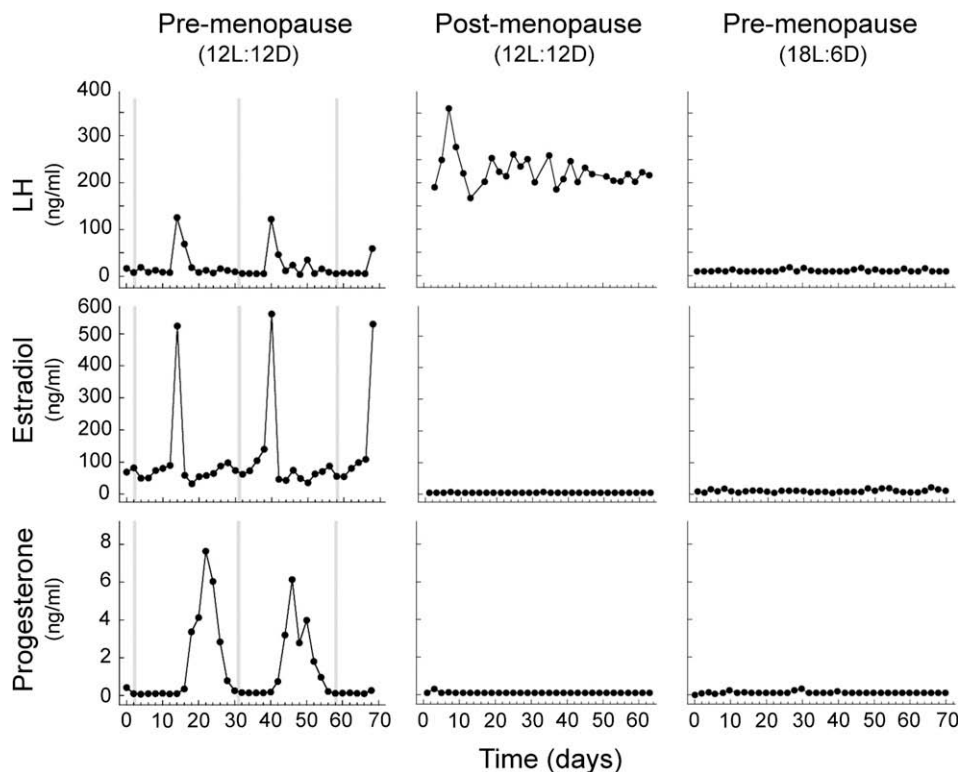 Pre-menopause
(12L:12D)
Post-menopause
(12L:12D)
Pre-menopause
(18L:6D)
LH
(ng/ml)
400
300
200
100
0
Estradiol
(ng/ml)
600
500
400
300
200
100
0
Progesterone
(ng/ml)
8
6
4
2
0
0 10 20 30 40 50 60 70
0 10 20 30 40 50 60
0 10 20 30 40 50 60 70
Time (days)